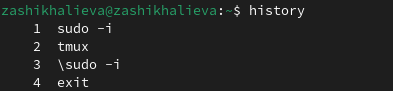 zashikhalieva@zashikhalieva:~$ history
1 sudo -i
2 tmux
3 \sudo -i
4 exit